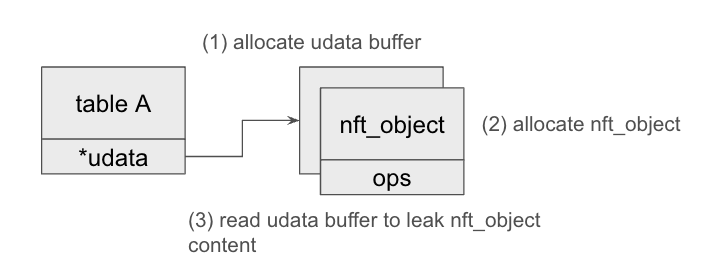 (1) allocate udata buffer
table A
*udata
nft_object
ops
(2) allocate nft_object
(3) read udata buffer to leak nft_object
content